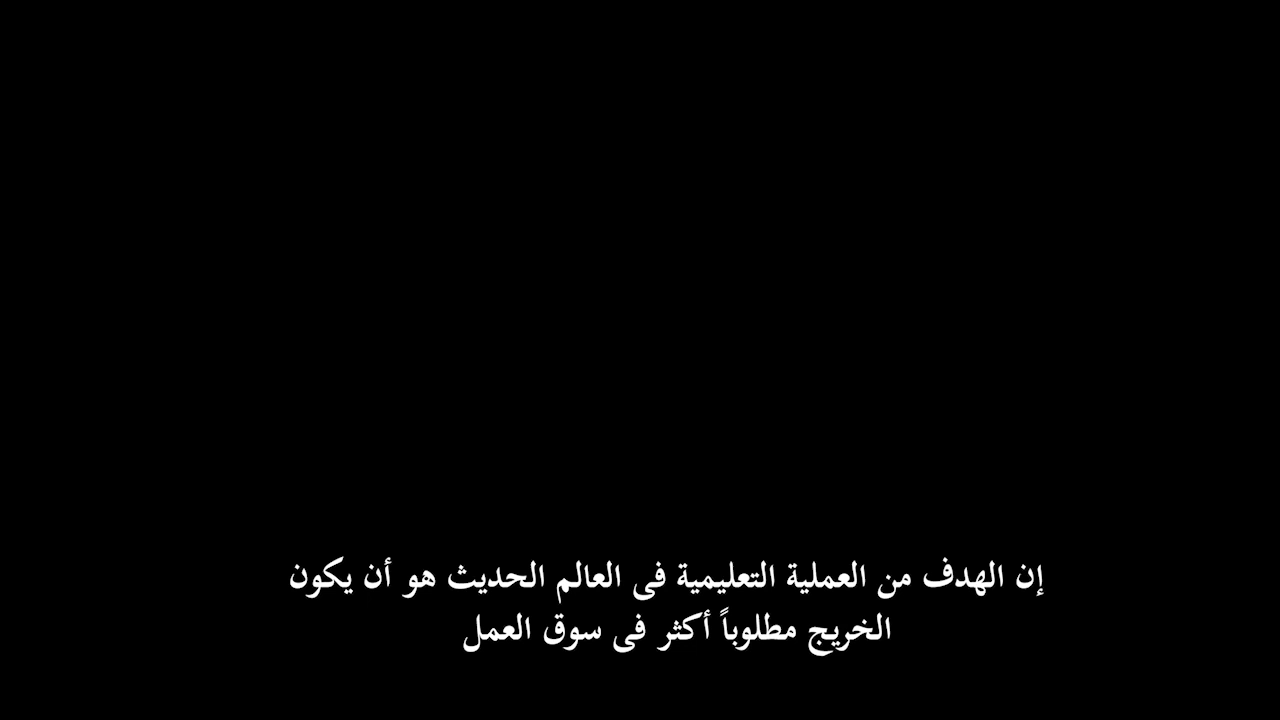 إن الهدف من العملية التعليمية فى العالم الحديث هو أن يكون
الخريج مطلوباً أكثر فى سوق العمل